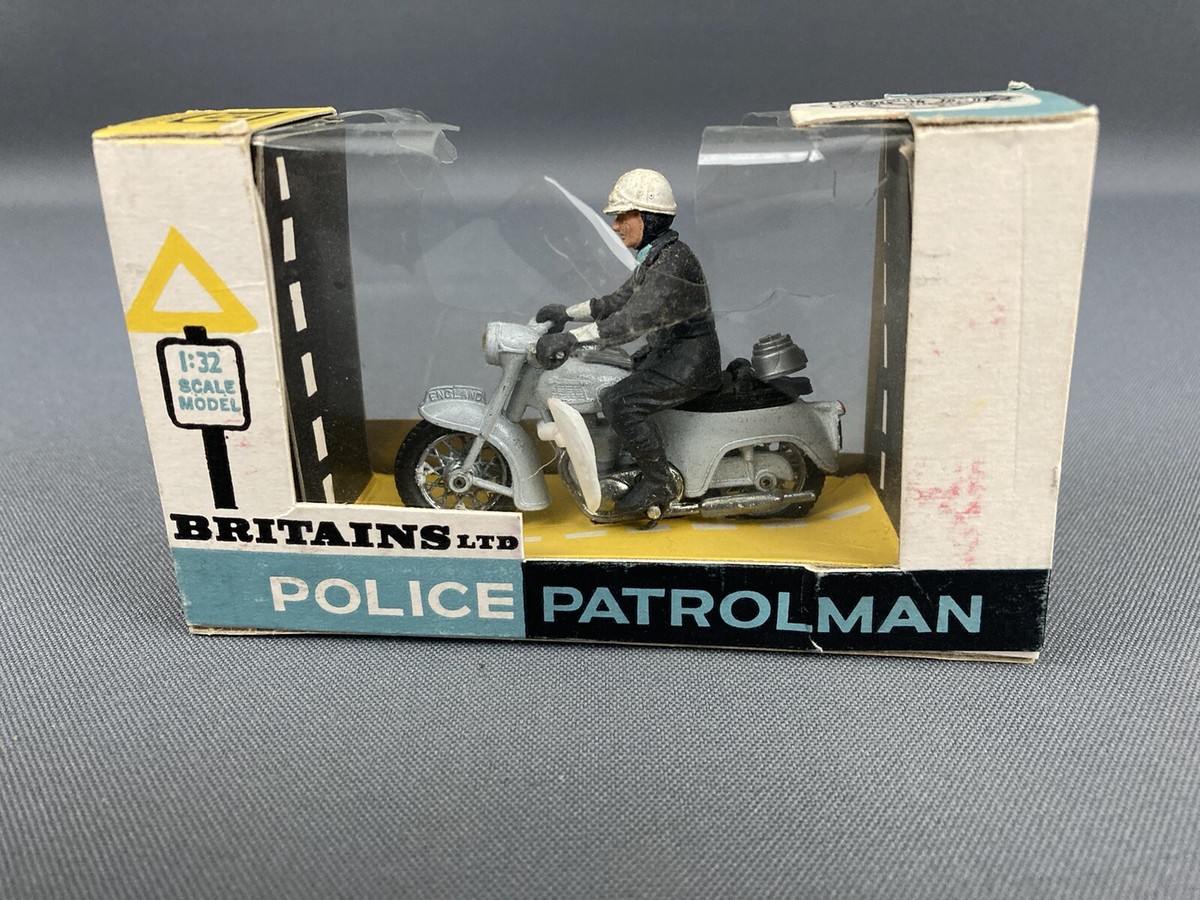 1:32
SCALE
MODEL
ENGLAND
BRITAINS LTD
POLICE PATROLMAN